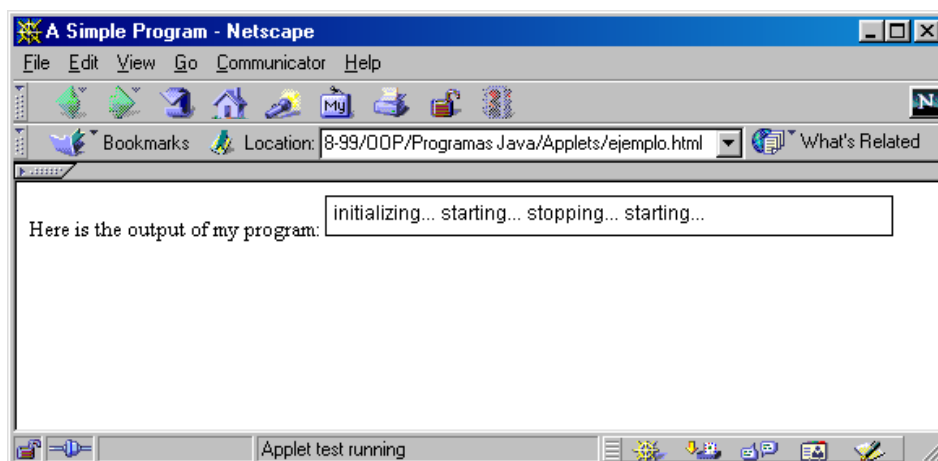 A Simple Program - Netscape
File Edit View Go Communicator Help
My
N
Bookmarks Location: 8-99/OOP/Programas Java/Applets/ejemplo.html What's Related
Here is the output of my program: initializing... starting... stopping... starting...
Applet test running